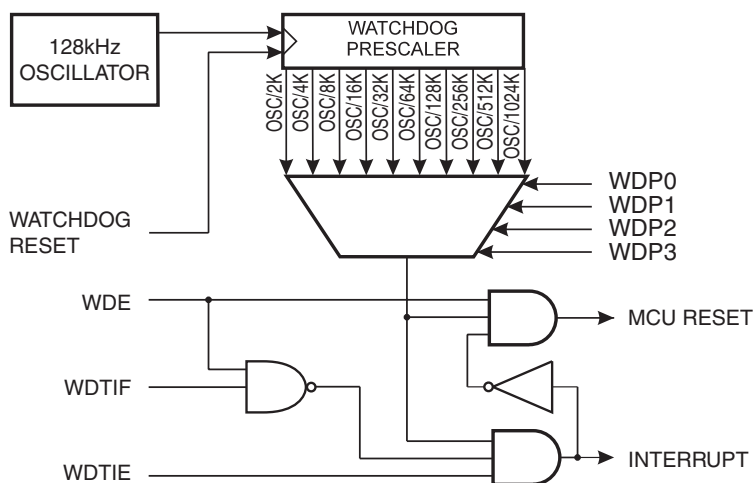 128kHz
OSCILLATOR
WATCHDOG
PRESCALER
OSC/2K
OSC/4K
OSC/8K
OSC/16K
OSC/32K
OSC/64K
OSC/128K
OSC/256K
OSC/512K
OSC/1024K
WDP0
WDP1
WDP2
WDP3
WATCHDOG
RESET
WDE
MCU RESET
WDTIF
INTERRUPT
WDTIE